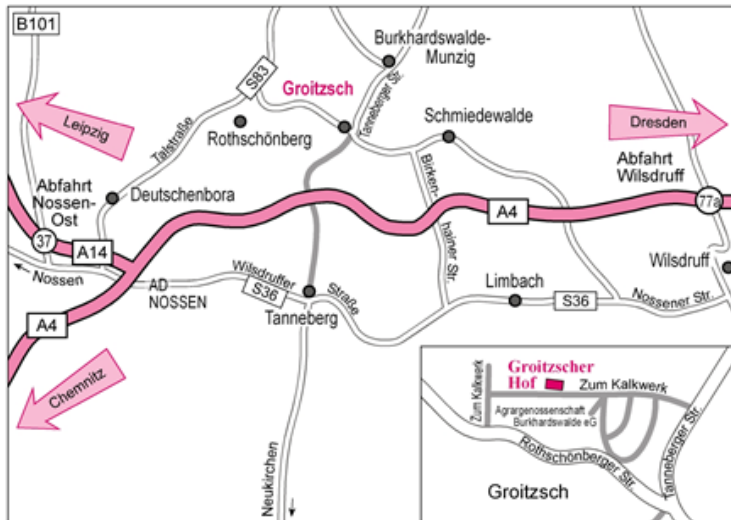 B101
Burkhardswalde-
Munzig
S83
Groitzsch
Tanneberger Str.
Leipzig
Talstraße
Rothschönberg
Schmiedewalde
Dresden
Abfahrt
Wilsdruff
Abfahrt
Nossen-
Ost
Deutschenbora
Birken-
hainer Str.
A4
77a
37
A14
Nossen
AD
NOSSEN
Wilsdruffer
Straße
S36
Tanneberg
Limbach
S36
Nossener Str.
Wilsdruff
A4
Chemnitz
Neukirchen
Groitzscher
Hof
Zum Kalkwerk
Zum Kalkwerk
Agrargenossenschaft
Burkhardswalde eG
Rothschönberger Str.
Tanneberger Str.
Groitzsch